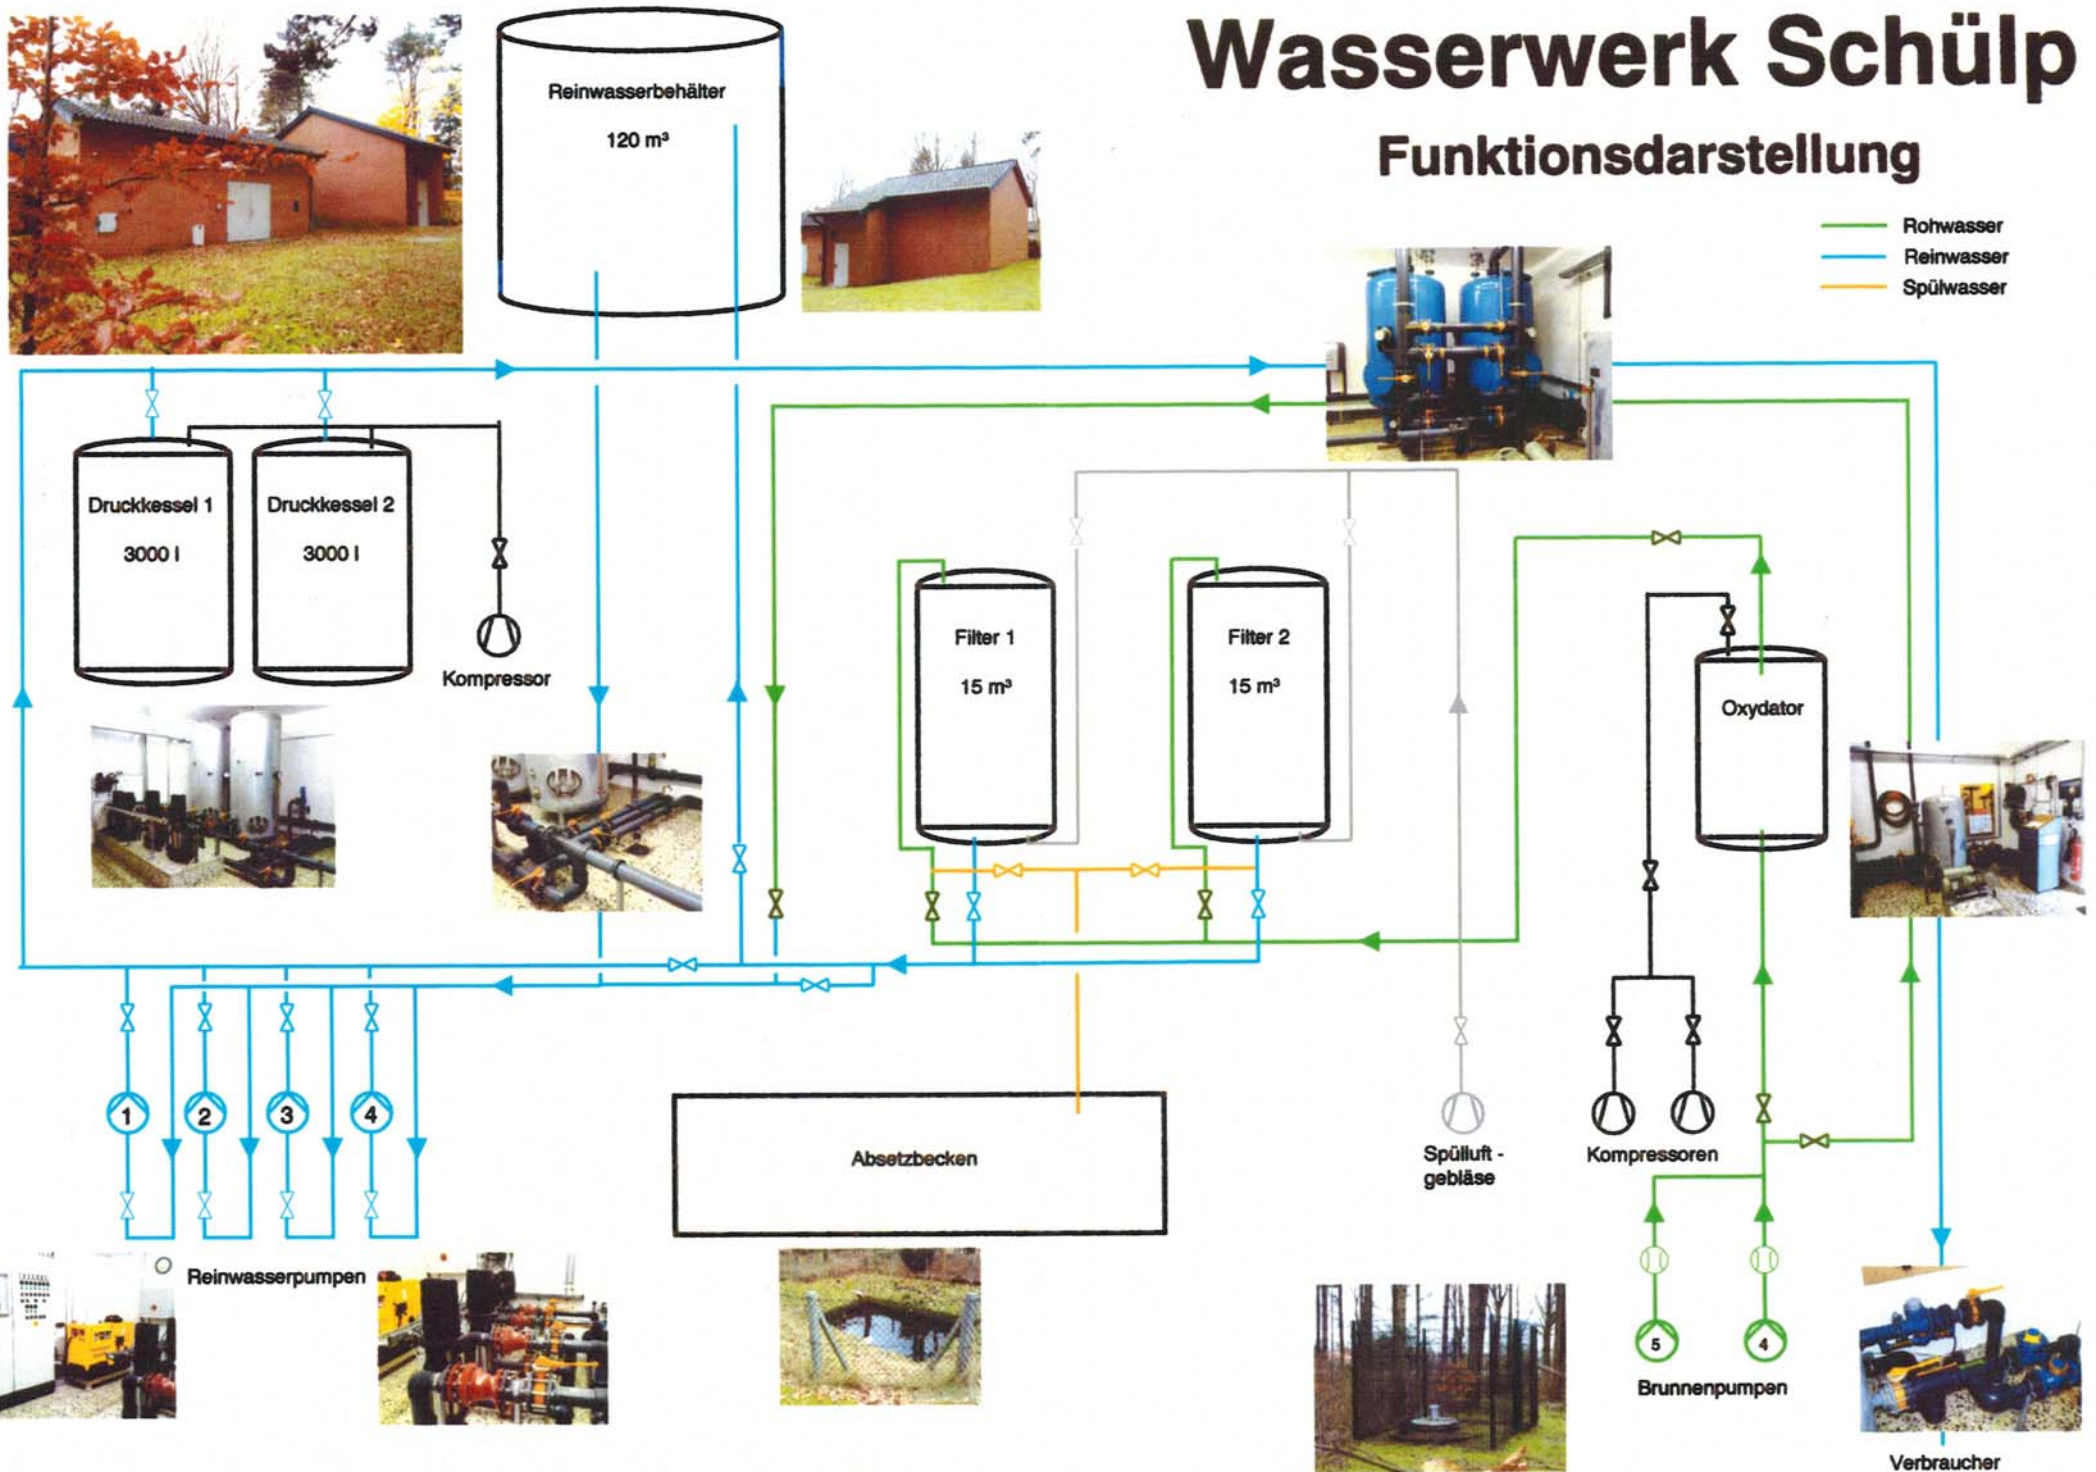 Wasserwerk Schülp
Funktionsdarstellung
Rohwasser
Reinwasser
Spülwasser
Reinwasserbehälter
120 m³
Druckkessel 1
3000 l
Druckkessel 2
3000 l
Kompressor
Filter 1
15 m³
Filter 2
15 m³
Oxydator
1
2
3
4
Reinwasserpumpen
Absetzbecken
Spülluft -
gebläse
Kompressoren
5
4
Brunnenpumpen
Verbraucher